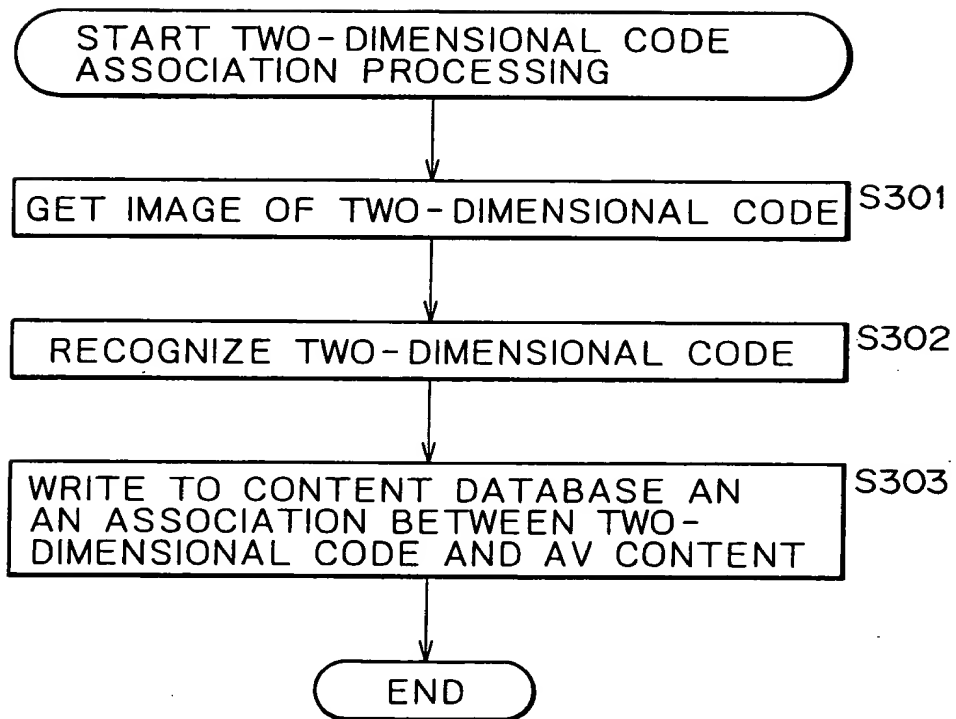 START TWO-DIMENSIONAL CODE
ASSOCIATION PROCESSING
GET IMAGE OF TWO-DIMENSIONAL CODE
S301
RECOGNIZE TWO-DIMENSIONAL CODE
S302
WRITE TO CONTENT DATABASE AN
S303
AN ASSOCIATION BETWEEN TWO-
DIMENSIONAL CODE AND AV CONTENT
END